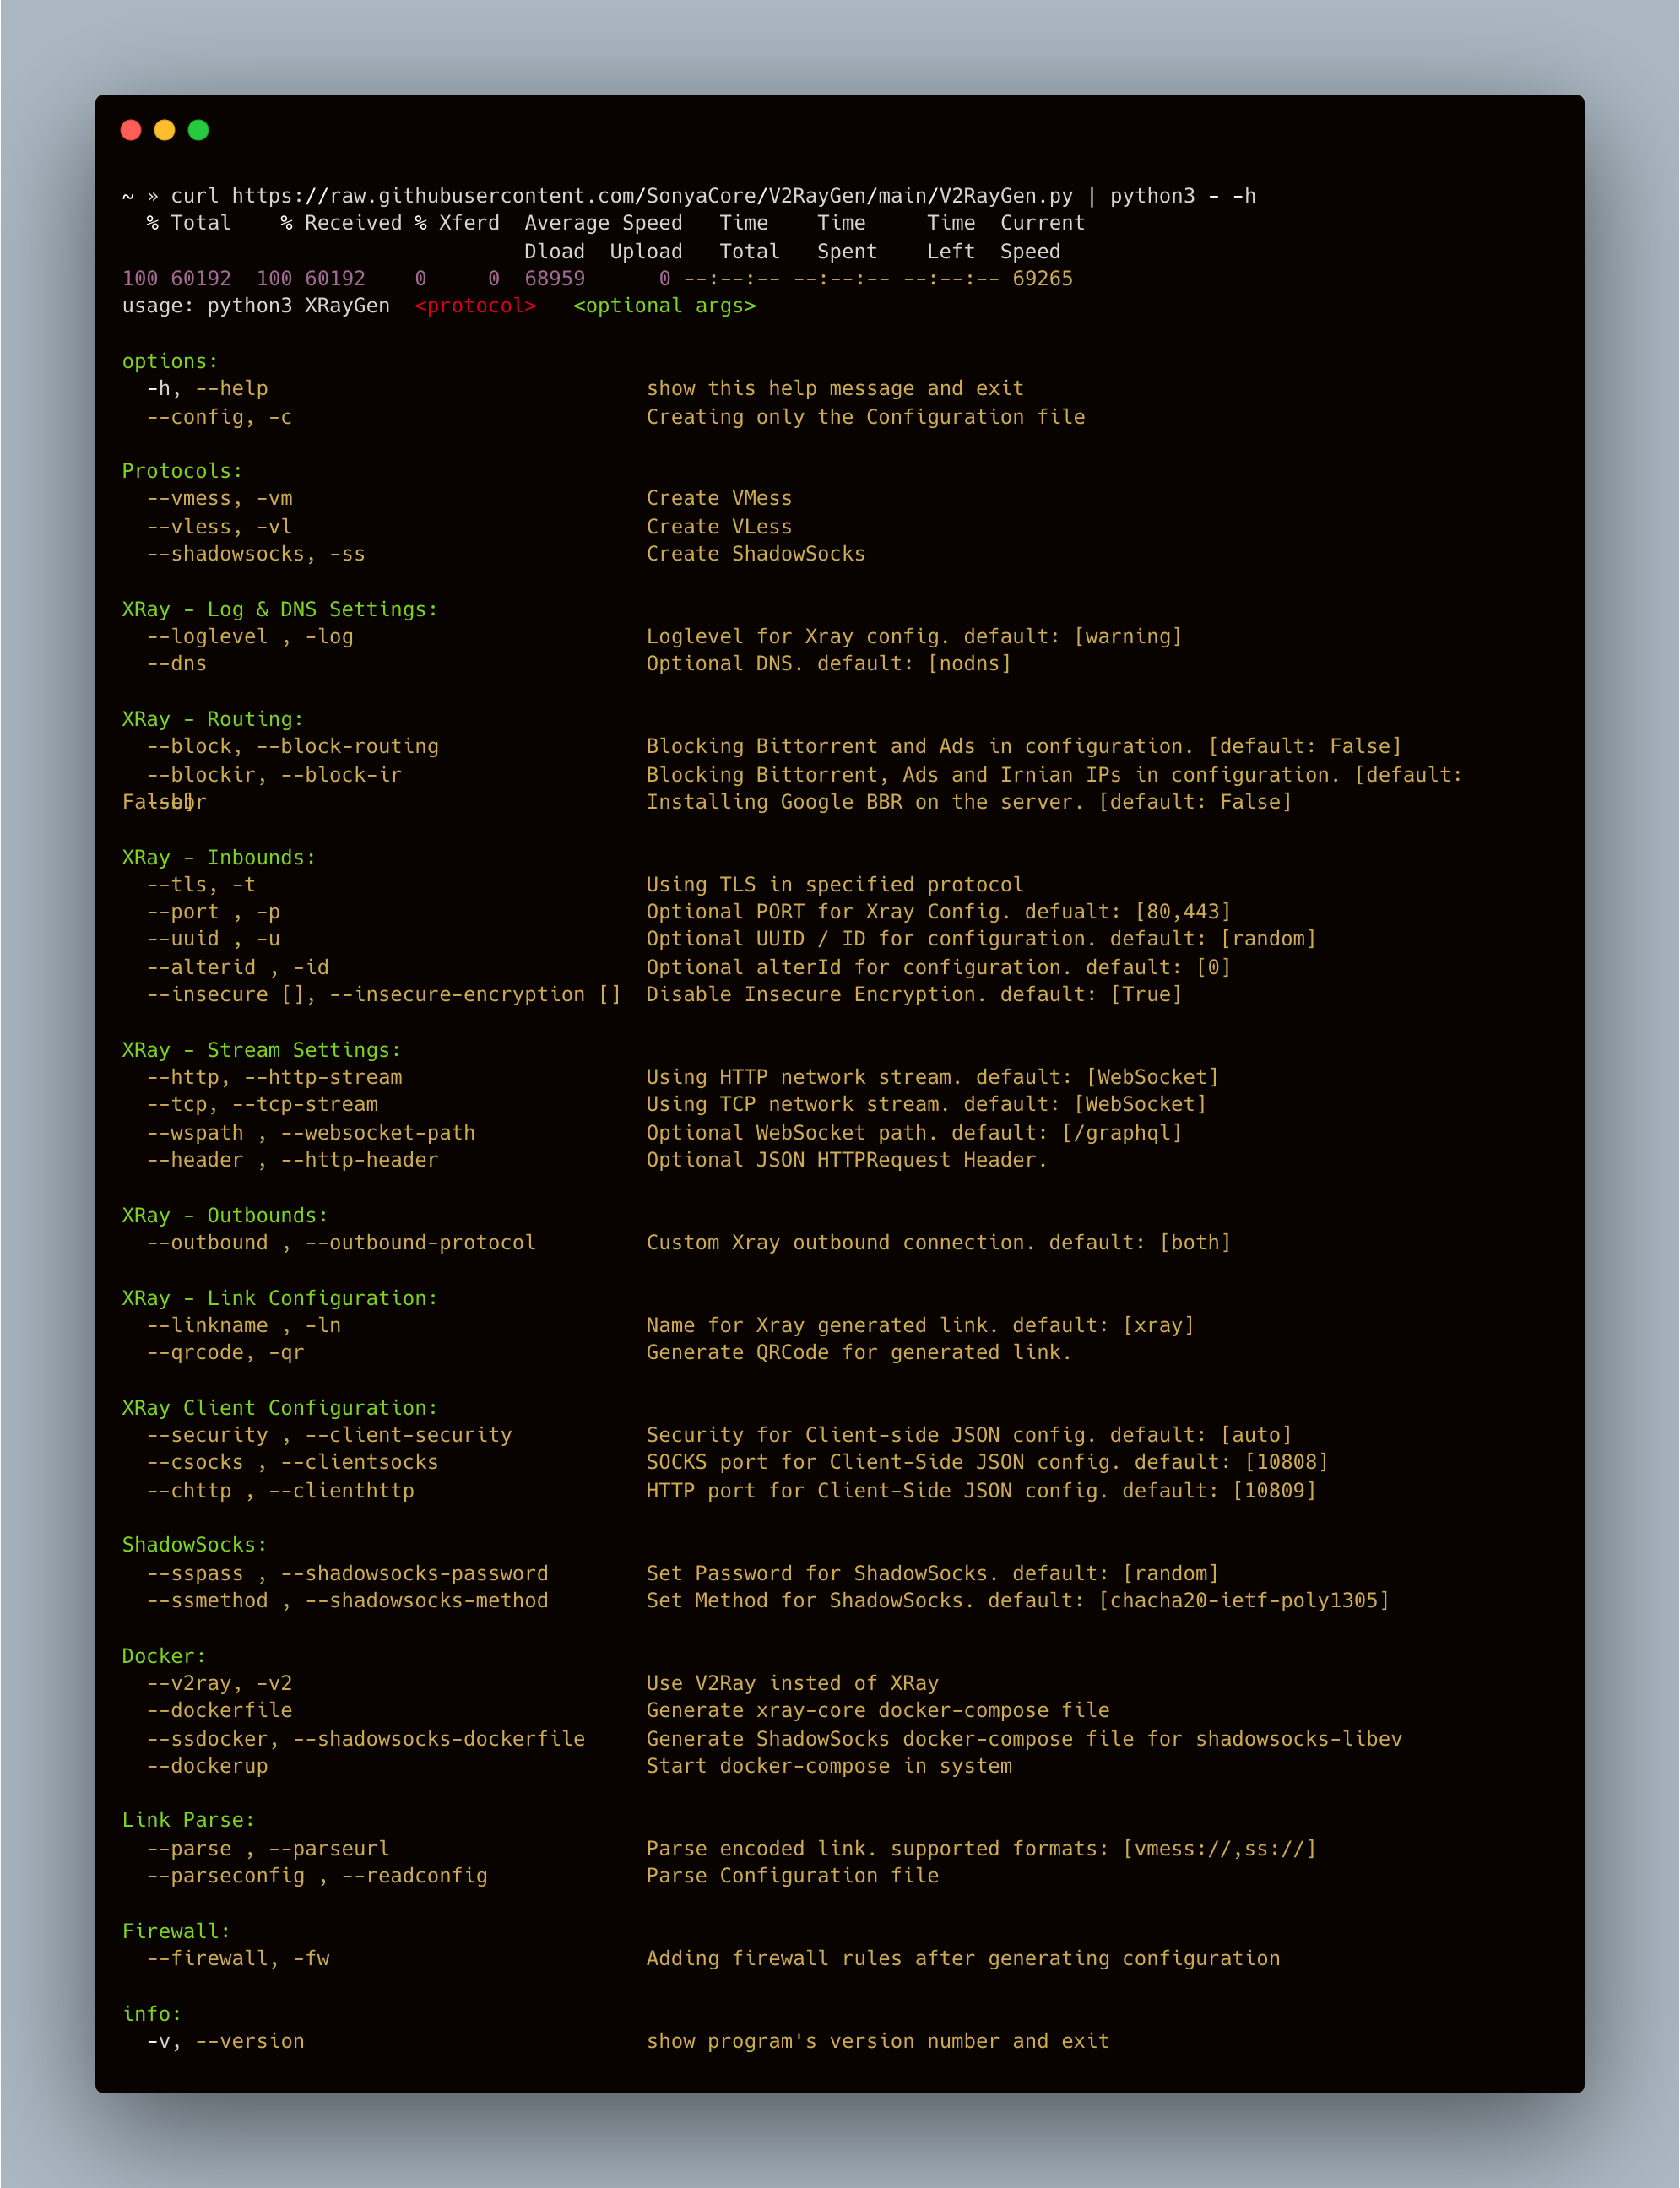 ~ » curl https://raw.githubusercontent.com/SonyaCore/V2RayGen/main/V2RayGen.py | python3 - -h
  % Total    % Received % Xferd  Average Speed   Time    Time     Time  Current
                                 Dload  Upload   Total   Spent    Left  Speed
100 60192  100 60192    0     0  68959      0 --:--:-- --:--:-- --:--:-- 69265
usage: python3 XRayGen  <protocol>   <optional args>

options:
  -h, --help                               show this help message and exit
  --config, -c                             Creating only the Configuration file

Protocols:
  --vmess, -vm                             Create VMess
  --vless, -vl                             Create VLess
  --shadowsocks, -ss                       Create ShadowSocks

XRay - Log & DNS Settings:
  --loglevel , -log                        Loglevel for Xray config. default: [warning]
  --dns                                    Optional DNS. default: [nodns]

XRay - Routing:
  --block, --block-routing                 Blocking Bittorrent and Ads in configuration. [default: False]
  --blockir, --block-ir                    Blocking Bittorrent, Ads and Irnian IPs in configuration. [default:
False]
  --bbr                                    Installing Google BBR on the server. [default: False]

XRay - Inbounds:
  --tls, -t                                Using TLS in specified protocol
  --port , -p                              Optional PORT for Xray Config. defualt: [80,443]
  --uuid , -u                              Optional UUID / ID for configuration. default: [random]
  --alterid , -id                          Optional alterId for configuration. default: [0]
  --insecure [], --insecure-encryption []  Disable Insecure Encryption. default: [True]

XRay - Stream Settings:
  --http, --http-stream                    Using HTTP network stream. default: [WebSocket]
  --tcp, --tcp-stream                      Using TCP network stream. default: [WebSocket]
  --wspath , --websocket-path              Optional WebSocket path. default: [/graphql]
  --header , --http-header                 Optional JSON HTTPRequest Header.

XRay - Outbounds:
  --outbound , --outbound-protocol         Custom Xray outbound connection. default: [both]

XRay - Link Configuration:
  --linkname , -ln                         Name for Xray generated link. default: [xray]
  --qrcode, -qr                            Generate QRCode for generated link.

XRay Client Configuration:
  --security , --client-security           Security for Client-side JSON config. default: [auto]
  --csocks , --clientsocks                 SOCKS port for Client-Side JSON config. default: [10808]
  --chttp , --clienthttp                   HTTP port for Client-Side JSON config. default: [10809]

ShadowSocks:
  --sspass , --shadowsocks-password        Set Password for ShadowSocks. default: [random]
  --ssmethod , --shadowsocks-method        Set Method for ShadowSocks. default: [chacha20-ietf-poly1305]

Docker:
  --v2ray, -v2                             Use V2Ray insted of XRay
  --dockerfile                             Generate xray-core docker-compose file
  --ssdocker, --shadowsocks-dockerfile     Generate ShadowSocks docker-compose file for shadowsocks-libev
  --dockerup                               Start docker-compose in system

Link Parse:
  --parse , --parseurl                     Parse encoded link. supported formats: [vmess://,ss://]
  --parseconfig , --readconfig             Parse Configuration file

Firewall:
  --firewall, -fw                          Adding firewall rules after generating configuration

info:
  -v, --version                            show program's version number and exit